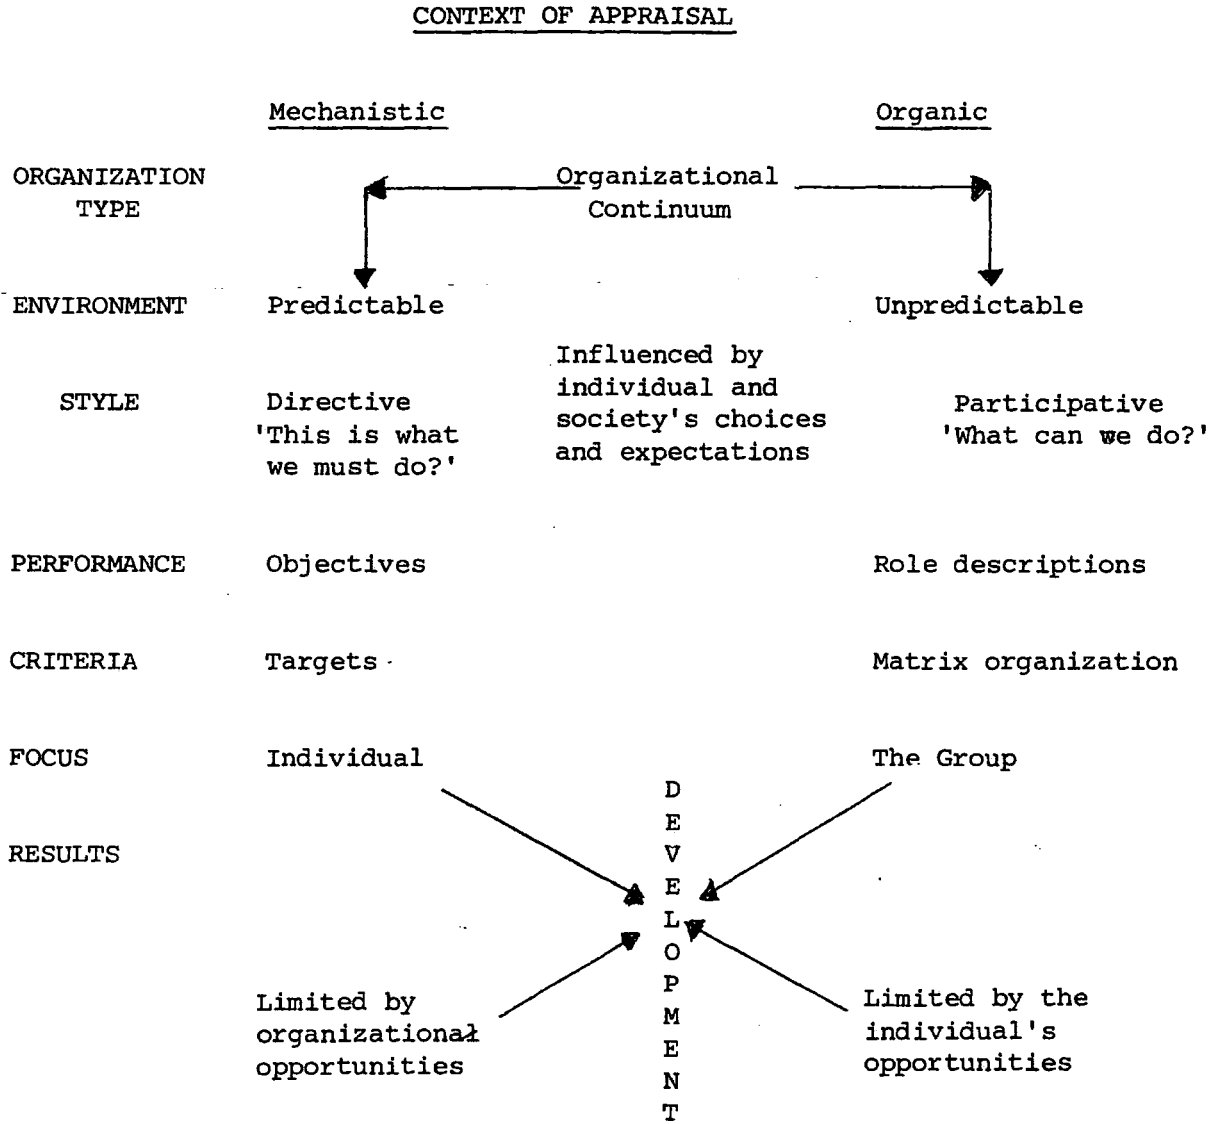 CONTEXT OF APPRAISAL
Mechanistic Organic
ORGANIZATION Organizational
TYPE Continuum
ENVIRONMENT Predictable Unpredictable
Influenced by
individual and
STYLE Directive society's choices Participative
'This is what and expectations 'What can we do?'
we must do?'
PERFORMANCE Objectives Role descriptions
CRITERIA Targets Matrix organization
FOCUS Individual The Group
RESULTS
DEVELOPMENT
Limited by
organizational
opportunities
Limited by the
individual's
opportunities